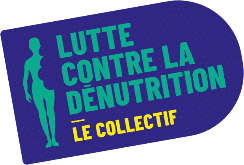 LUTTE
CONTRE LA
DÉNUTRITION
LE COLLECTIF